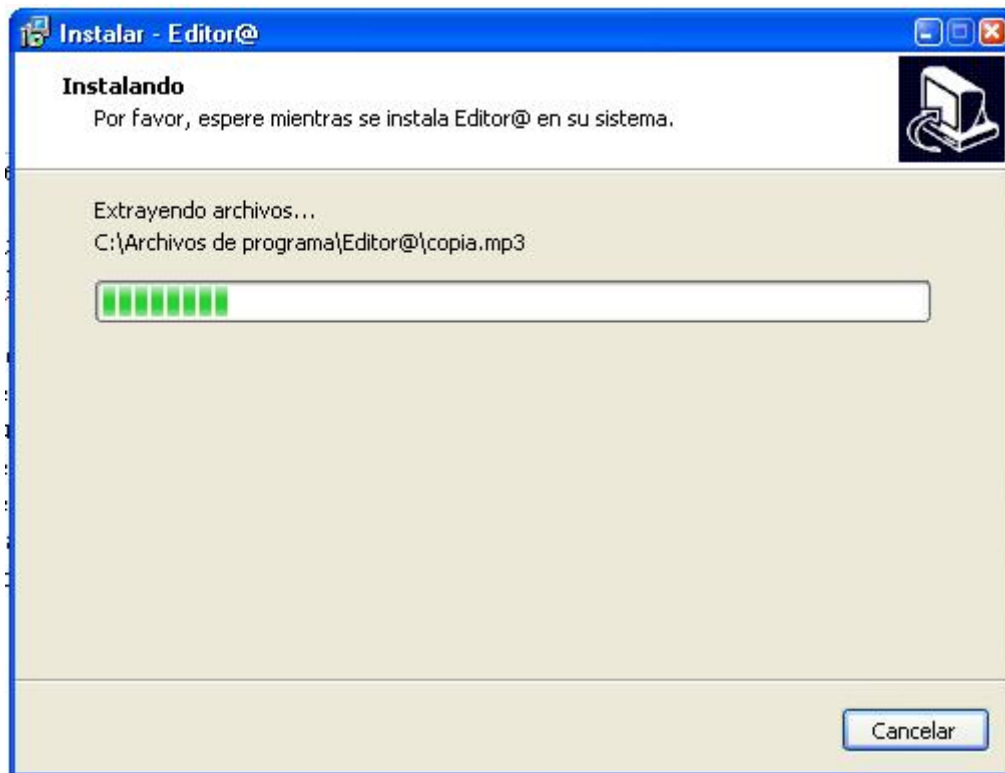 Instalar - Editor@
Instalando
Por favor, espere mientras se instala Editor@ en su sistema.
Extrayendo archivos...
C:\Archivos de programa\Editor@\copia.mp3
Cancelar